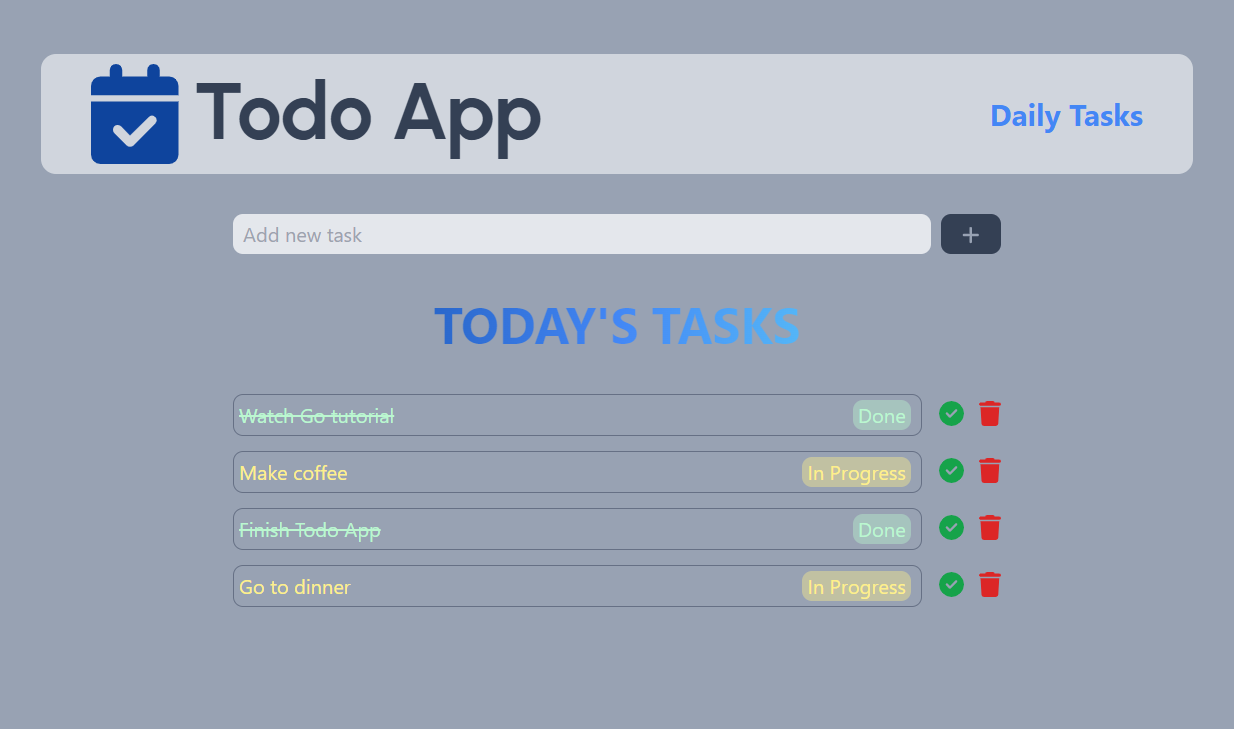 Todo App
Daily Tasks
Add new task
+
TODAY'S TASKS
Watch Go tutorial Done
Make coffee In Progress
Finish Todo App Done
Go to dinner In Progress